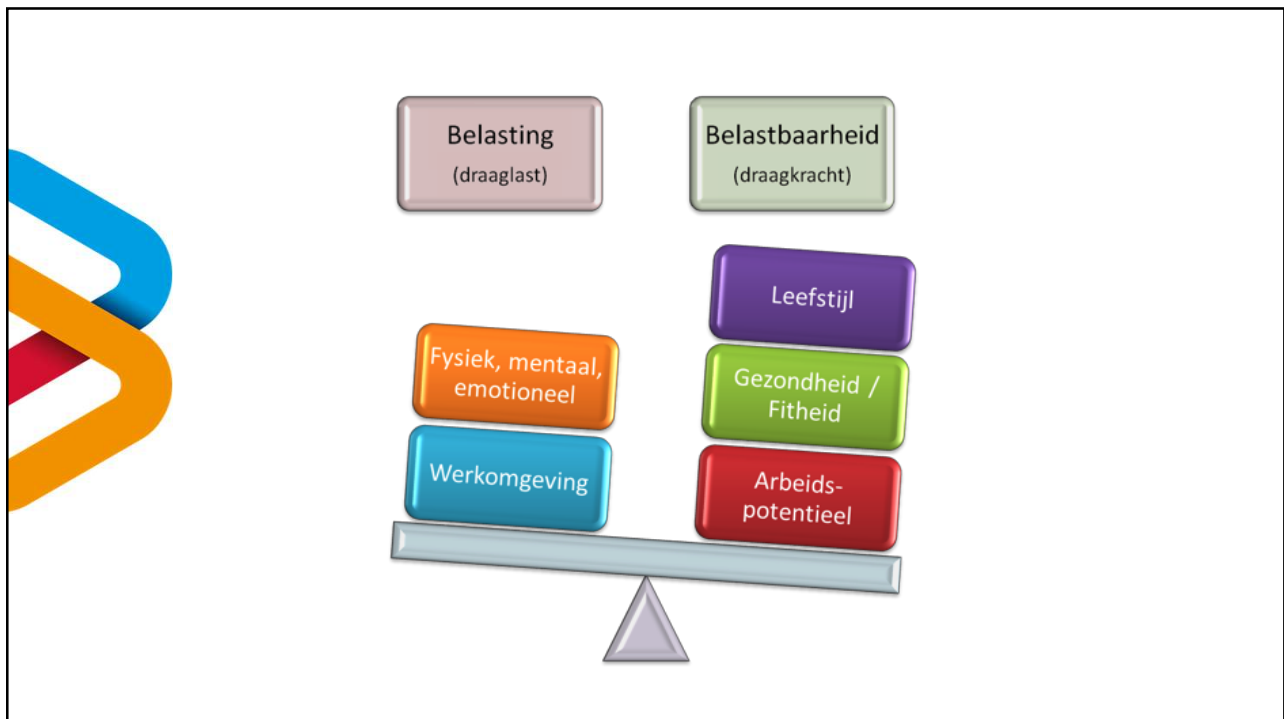 Belasting
(draaglast)
Belastbaarheid
(draagkracht)
Leefstijl
Fysiek, mentaal,
emotioneel
Gezondheid /
Fitheid
Werkomgeving
Arbeids-
potentieel